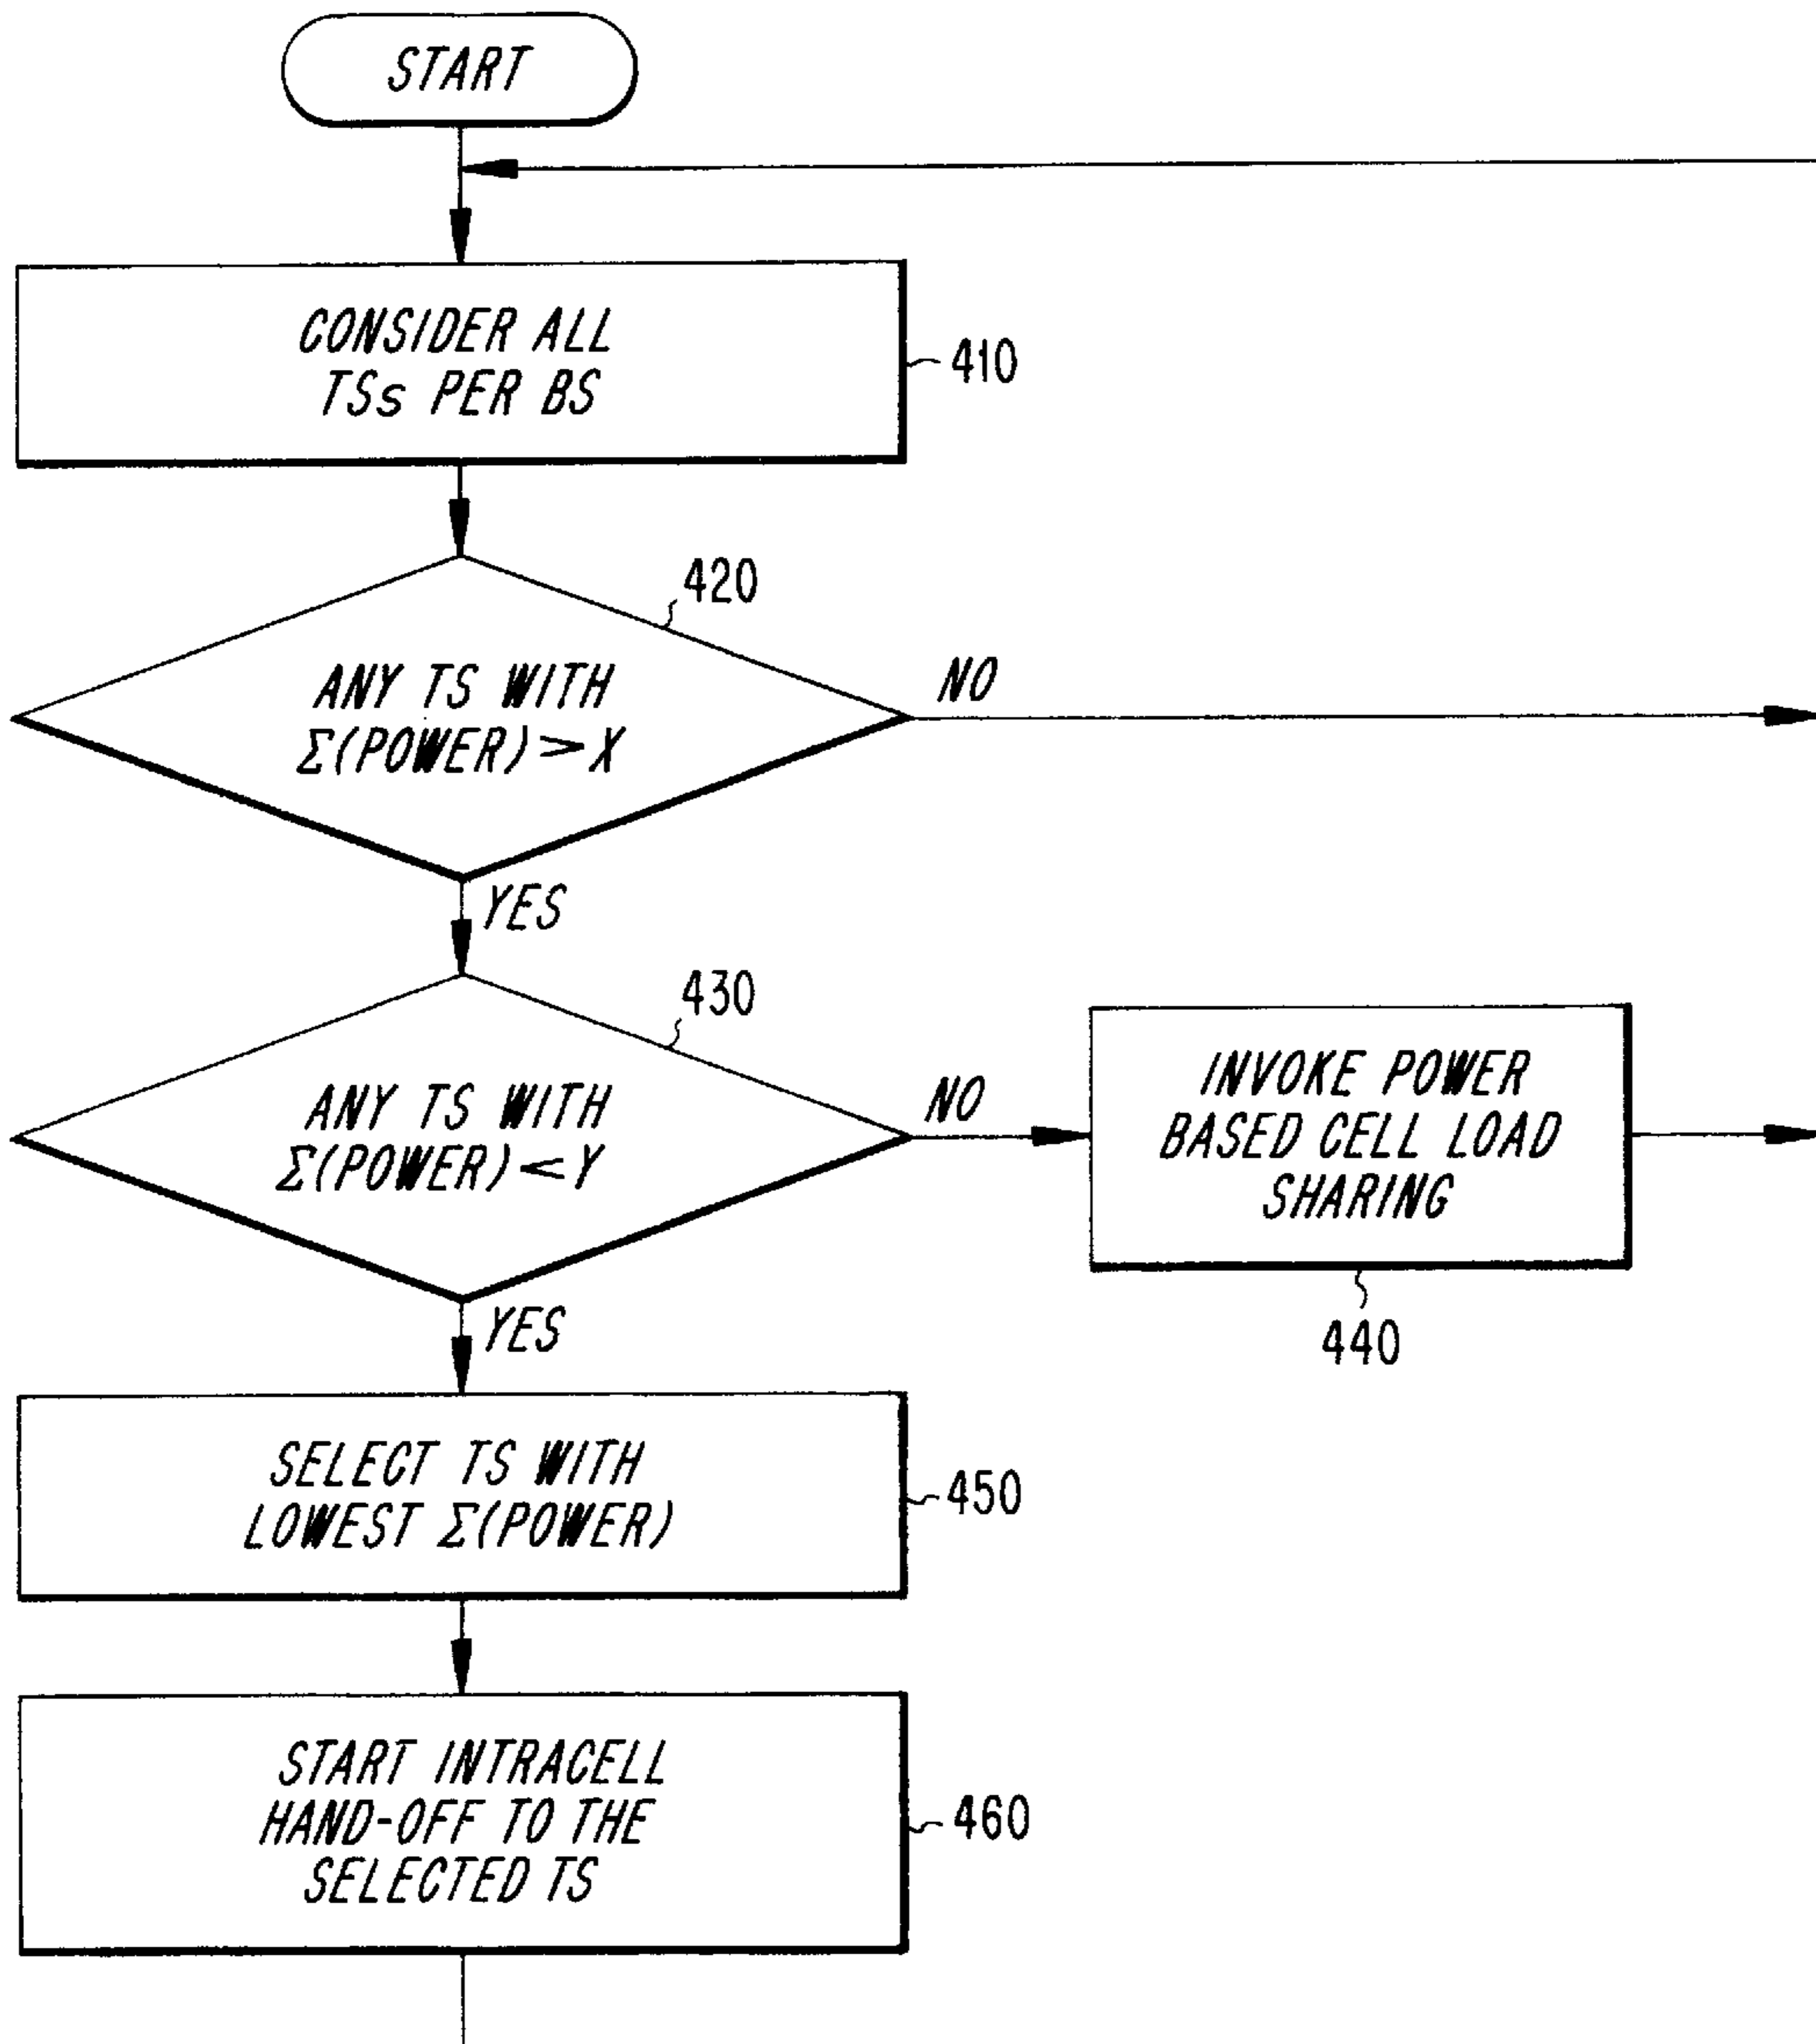 START
CONSIDER ALL
TSs PER BS
410
420
ANY TS WITH
Σ(POWER)>X
NO
YES
430
ANY TS WITH
Σ(POWER)<Y
NO
INVOKE POWER
BASED CELL LOAD
SHARING
440
YES
SELECT TS WITH
LOWEST Σ(POWER)
450
START INTRACELL
HAND-OFF TO THE
SELECTED TS
460